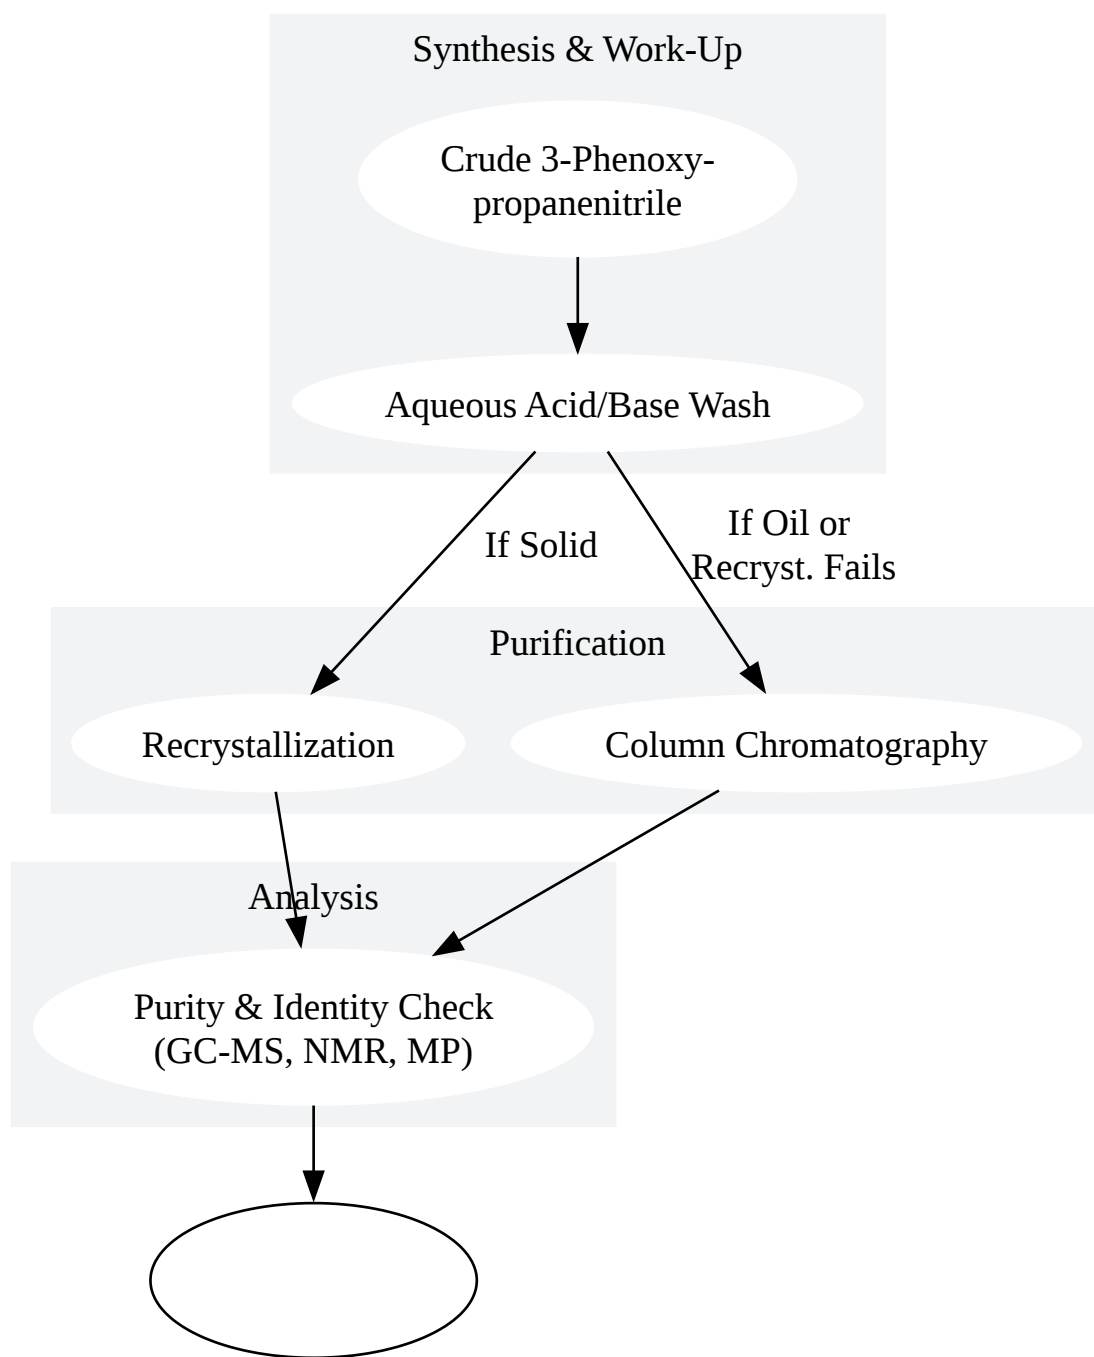 Synthesis & Work-Up
Crude 3-Phenoxy-
propanenitrile
Aqueous Acid/Base Wash
If Solid
If Oil or
Recryst. Fails
Purification
Recrystallization
Column Chromatography
Analysis
Purity & Identity Check
(GC-MS, NMR, MP)